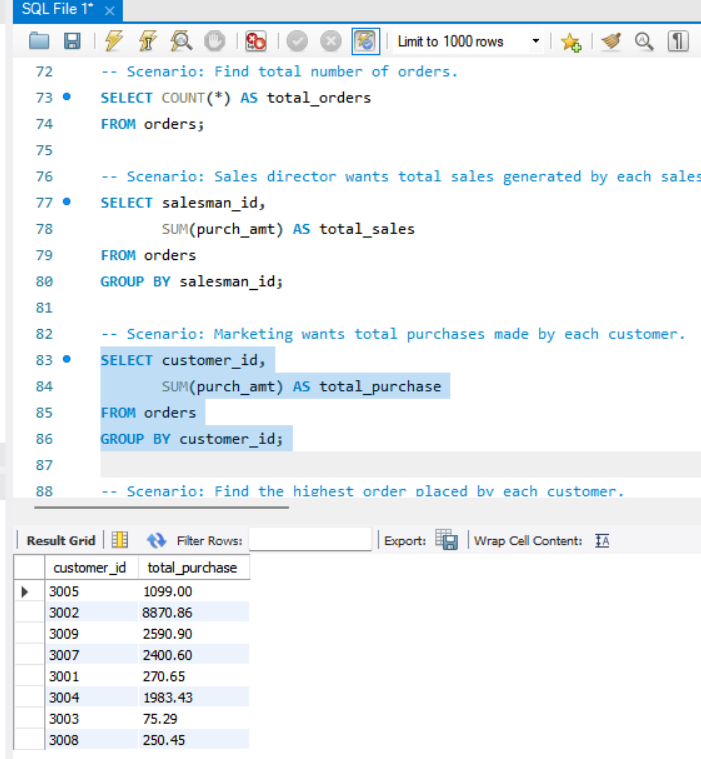 SQL File 1* ×
Limit to 1000 rows
72 -- Scenario: Find total number of orders.
73 SELECT COUNT(*) AS total_orders
74 FROM orders;
75
76 -- Scenario: Sales director wants total sales generated by each sales
77 SELECT salesman_id,
78 SUM(purch_amt) AS total_sales
79 FROM orders
80 GROUP BY salesman_id;
81
82 -- Scenario: Marketing wants total purchases made by each customer.
83 SELECT customer_id,
84 SUM(purch_amt) AS total_purchase
85 FROM orders
86 GROUP BY customer_id;
87
88 -- Scenario: Find the highest order placed by each customer.
Result Grid Filter Rows: Export: Wrap Cell Content: IA
customer_id total_purchase
3005 1099.00
3002 8870.86
3009 2590.90
3007 2400.60
3001 270.65
3004 1983.43
3003 75.29
3008 250.45